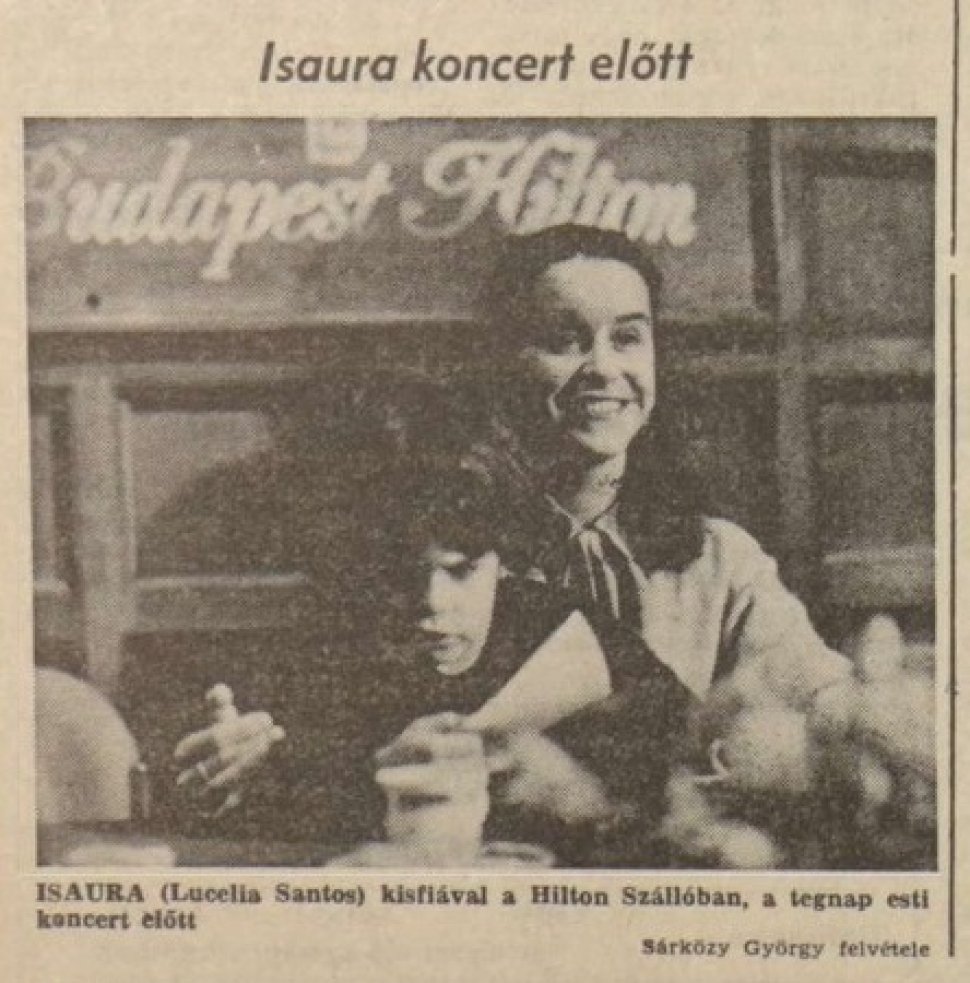 Isaura koncert előtt
Budapest Hilton
ISAURA (Lucelia Santos) kisfiával a Hilton Szállóban, a tegnap esti
koncert előtt
Sárközy György felvétele